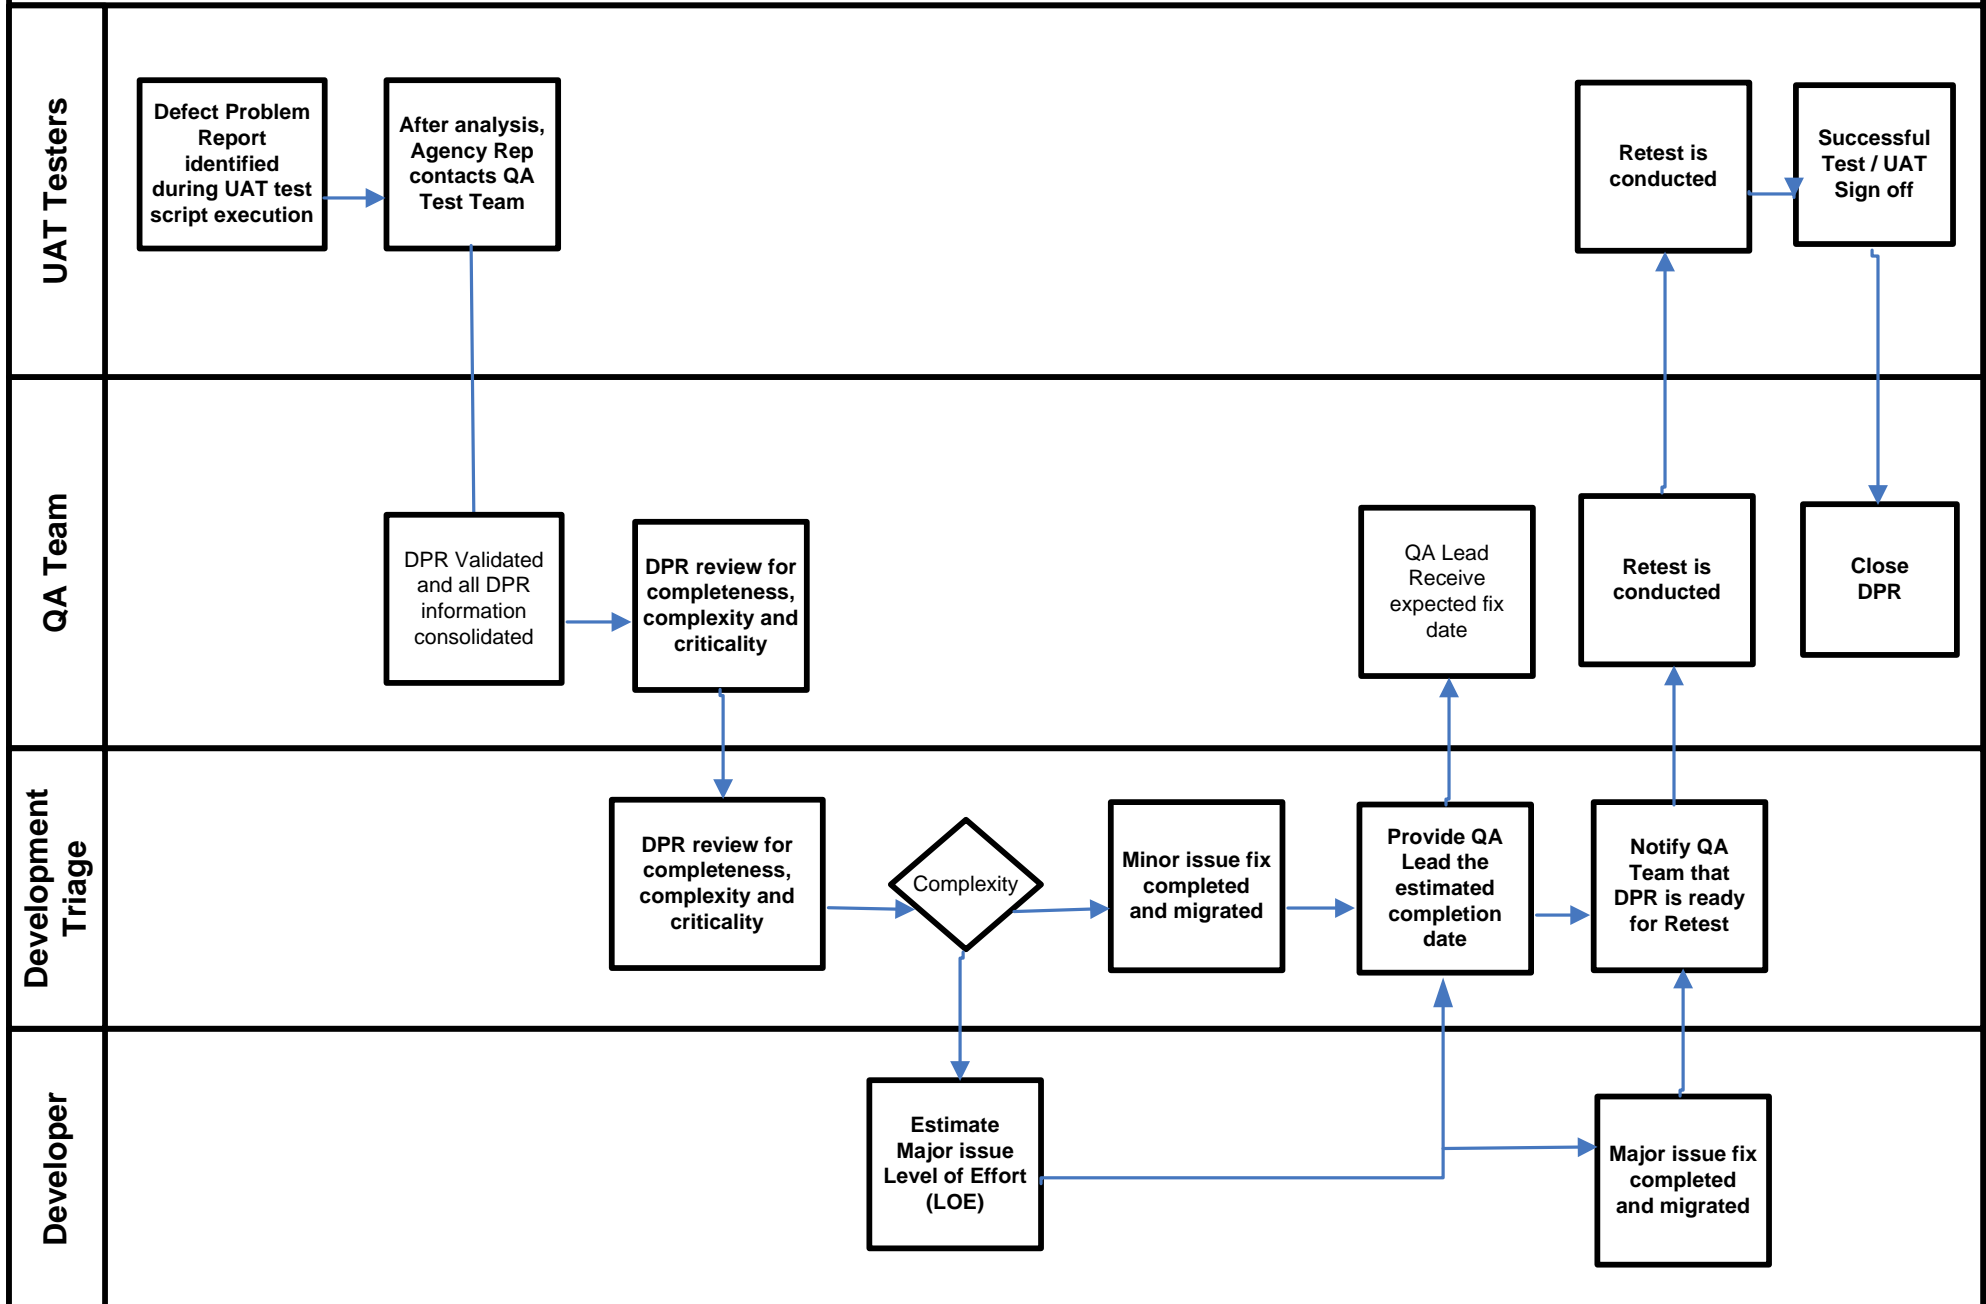 UAT Testers
Defect Problem
Report
identified
during UAT test
script execution
After analysis,
Agency Rep
contacts QA
Test Team
Retest is
conducted
Successful
Test / UAT
Sign off
QA Team
DPR Validated
and all DPR
information
consolidated
DPR review for
completeness,
complexity and
criticality
QA Lead
Receive
expected fix
date
Retest is
conducted
Close
DPR
Development
Triage
DPR review for
completeness,
complexity and
criticality
Complexity
Minor issue fix
completed
and migrated
Provide QA
Lead the
estimated
completion
date
Notify QA
Team that
DPR is ready
for Retest
Developer
Estimate
Major issue
Level of Effort
(LOE)
Major issue fix
completed
and migrated